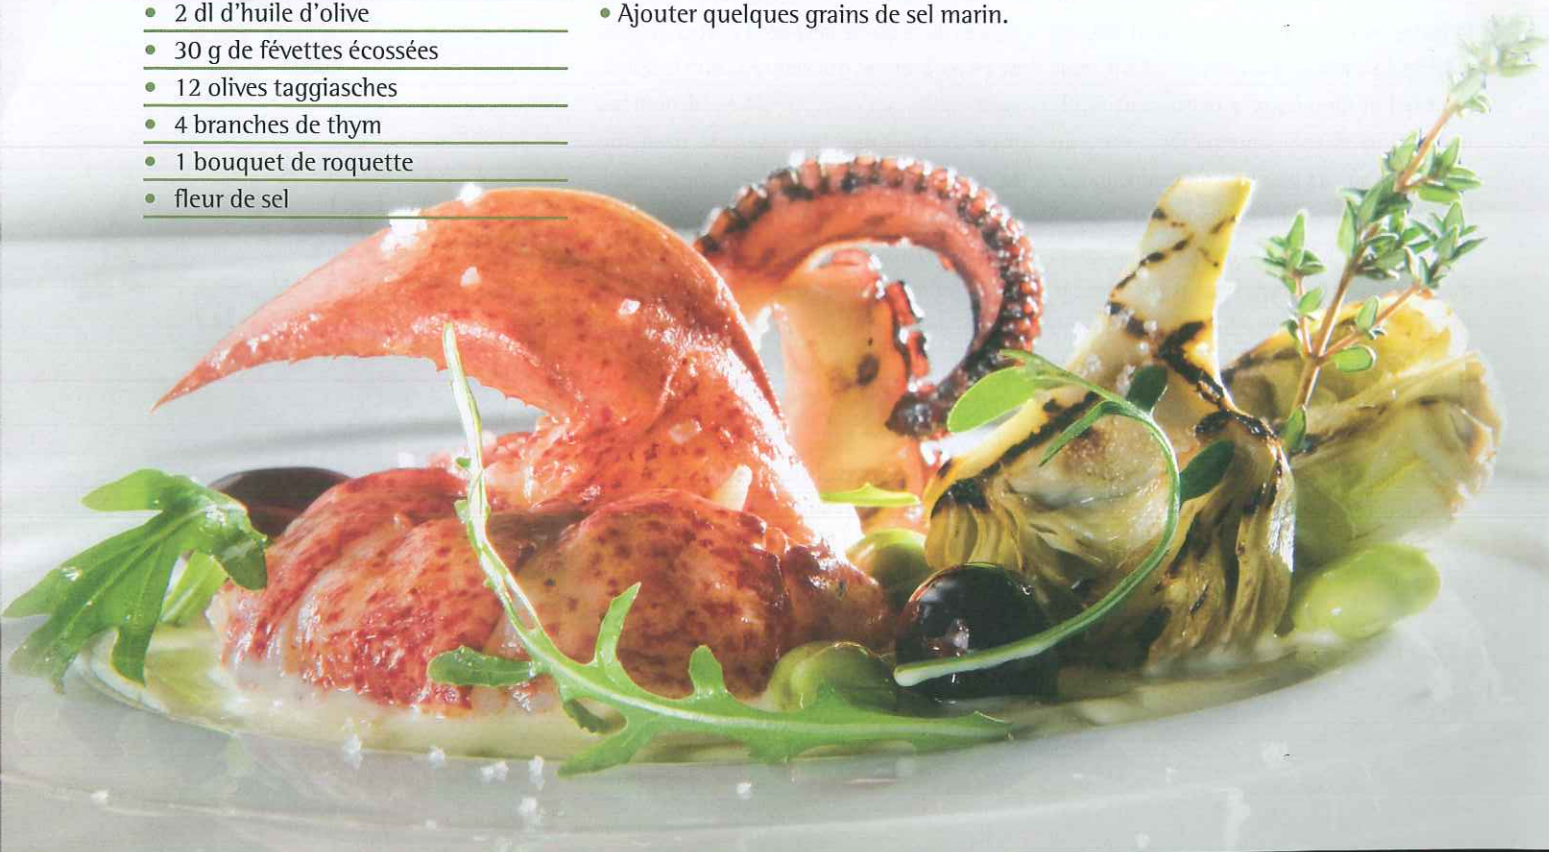 • 2 dl d'huile d'olive
• 30 g de févettes écossées
• 12 olives taggiasches
• 4 branches de thym
• 1 bouquet de roquette
• fleur de sel
• Ajouter quelques grains de sel marin.